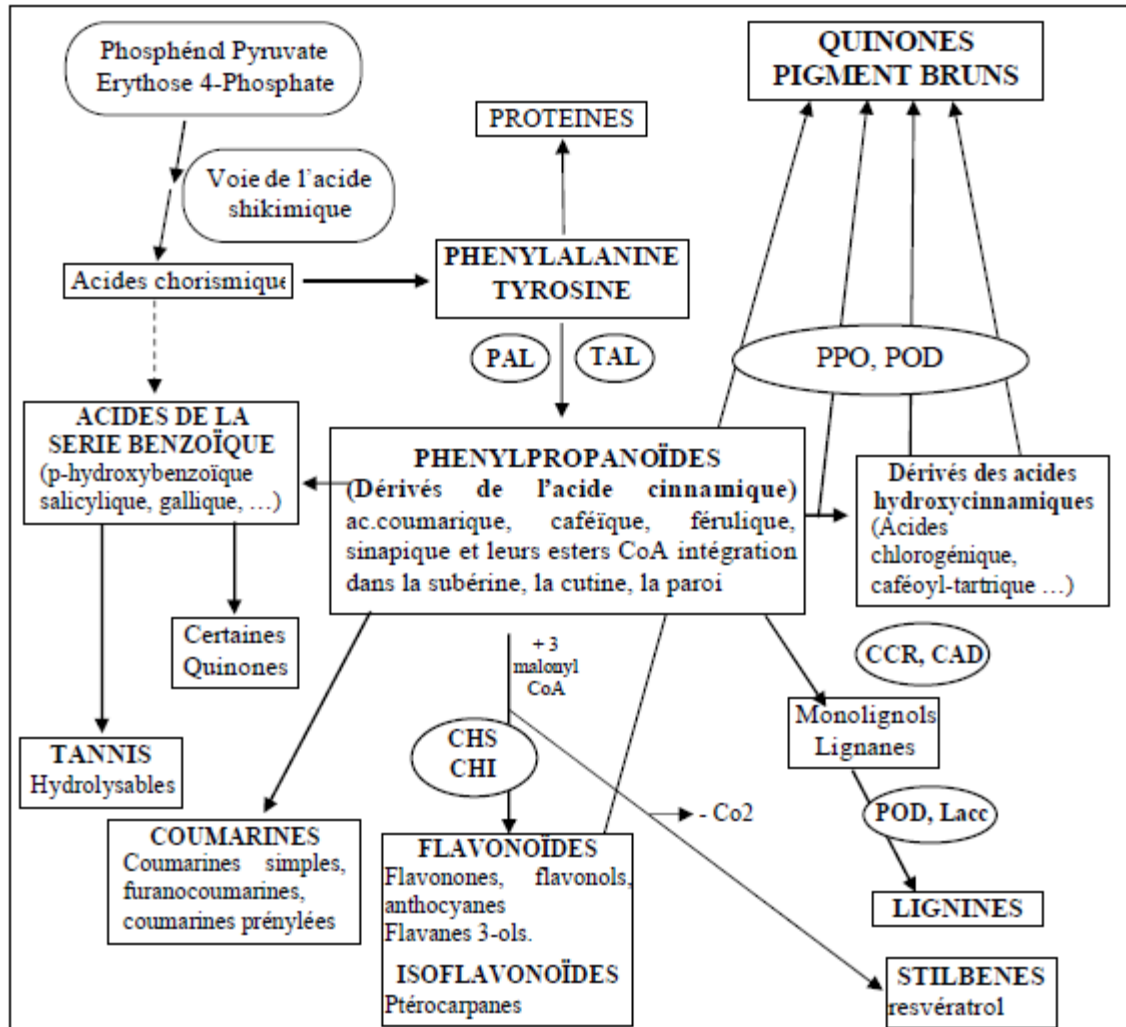 Phosphénol Pyruvate
Erythose 4-Phosphate
QUINONES
PIGMENT BRUNS
PROTEINES
Voie de l'acide
shikimique
PHENYLALANINE
TYROSINE
Acides chorismique
PAL
TAL
PPO, POD
ACIDES DE LA
SERIE BENZOÏQUE
(p-hydroxybenzoïque
salicylique, gallique, …)
PHENYLPROPANOÏDES
(Dérivés de l'acide cinnamique)
ac.coumarique, caféïque, férulique,
sinapique et leurs esters CoA intégration
dans la subérine, la cutine, la paroi
Dérivés des acides
hydroxycinnamiques
(Acides
chlorogénique,
caféoyl-tartrique …)
Certaines
Quinones
+ 3
malonyl
CoA
CCR, CAD
Monolignols
Lignanes
TANNIS
Hydrolysables
CHS
CHI
- Co2
POD, Lacc
COUMARINES
Coumarines simples,
furanocoumarines,
coumarines prénylées
FLAVONOÏDES
Flavonones, flavonols,
anthocyanes
Flavanes 3-ols.
ISOFLAVONOÏDES
Ptérocarpanes
LIGNINES
STILBENES
resvératrol